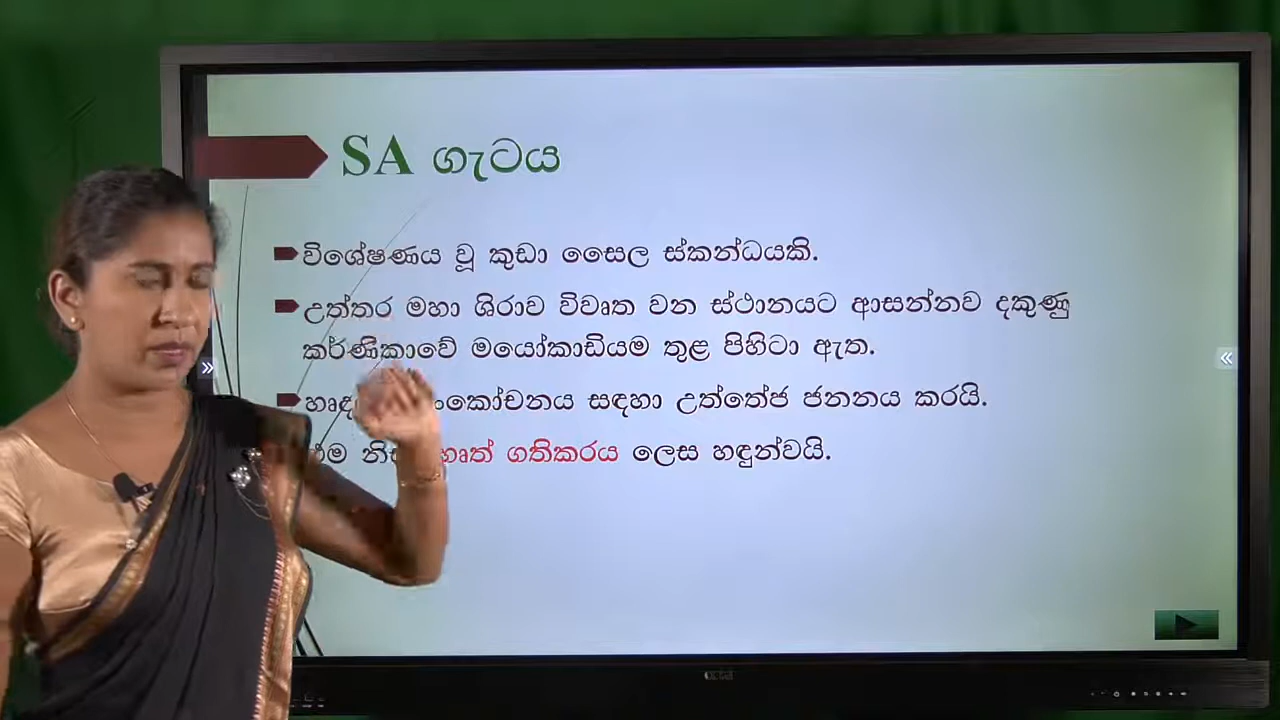 SA ගැටය
විශේෂණය වූ කුඩා සෛල ස්කන්ධයකි.
උත්තර මහා ශිරාව විවෘත වන ස්ථානයට ආසන්නව දකුණු
කර්ණිකාවේ මයෝකාඩියම තුළ පිහිටා ඇත.
සඳහා උත්තේජ ජනනය කරයි.
ගතිකරය ලෙස හඳුන්වයි.